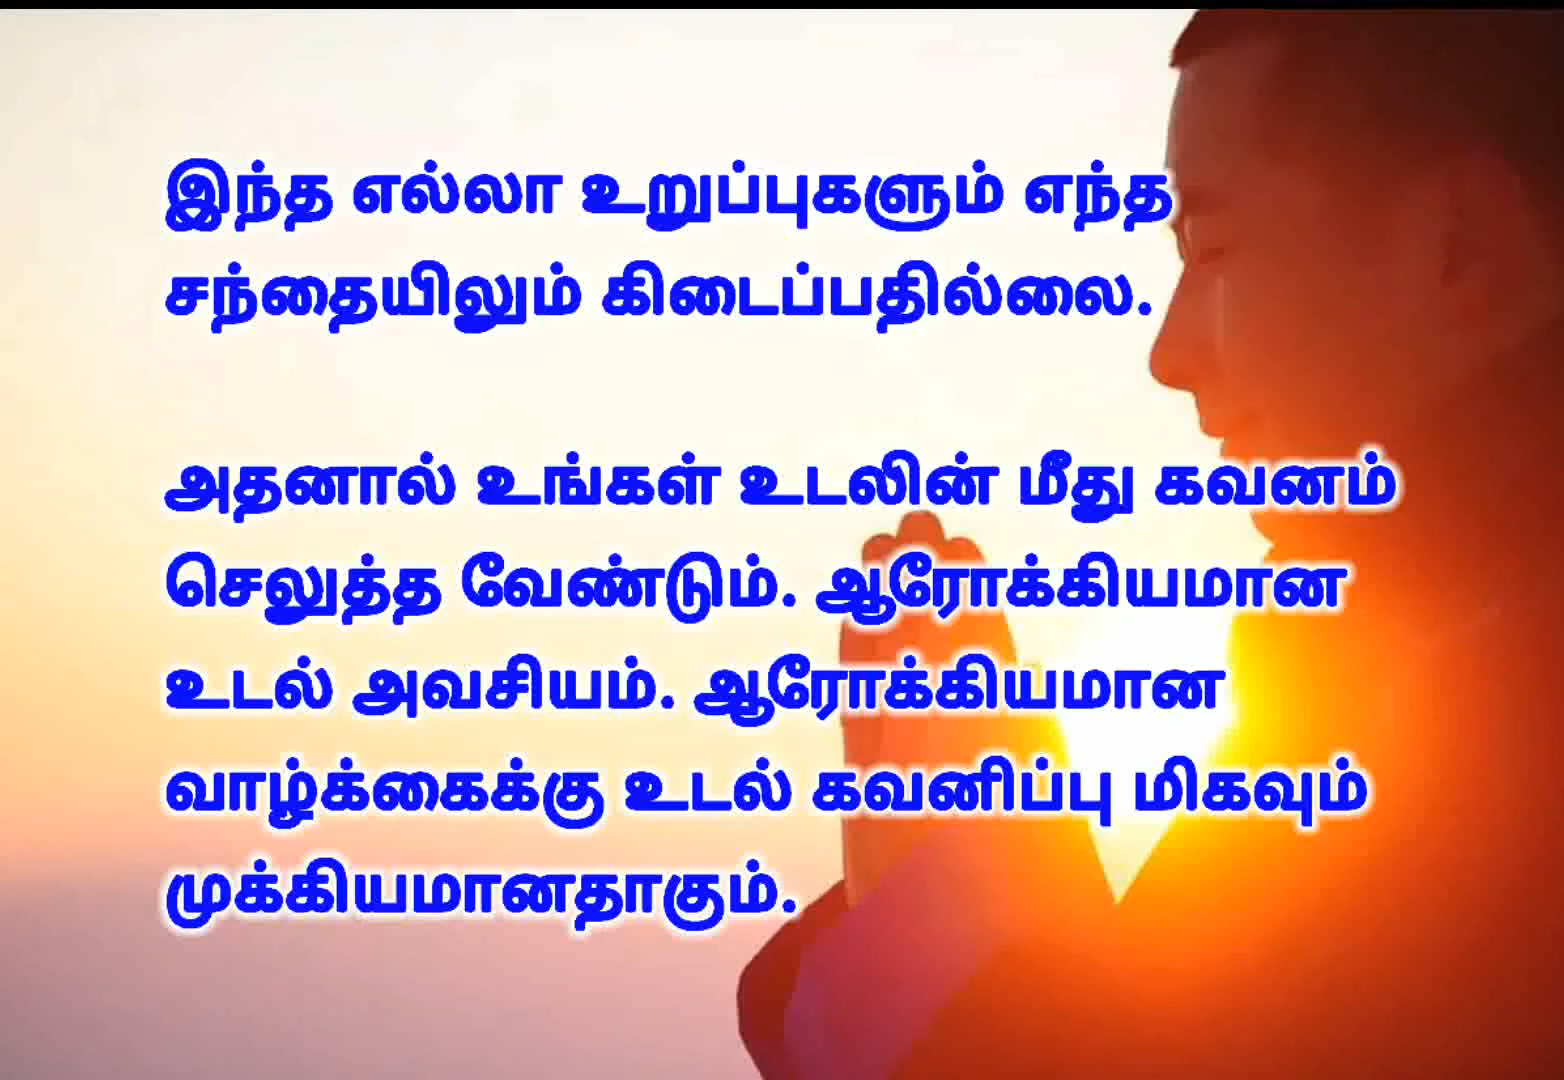 இந்த எல்லா உறுப்புகளும் எந்த
சந்தையிலும் கிடைப்பதில்லை.
அதனால் உங்கள் உடலின் மீது கவனம்
செலுத்த வேண்டும். ஆரோக்கியமான
உடல் அவசியம். ஆரோக்கியமான
வாழ்க்கைக்கு உடல் கவனிப்பு மிகவும்
முக்கியமானதாகும்.